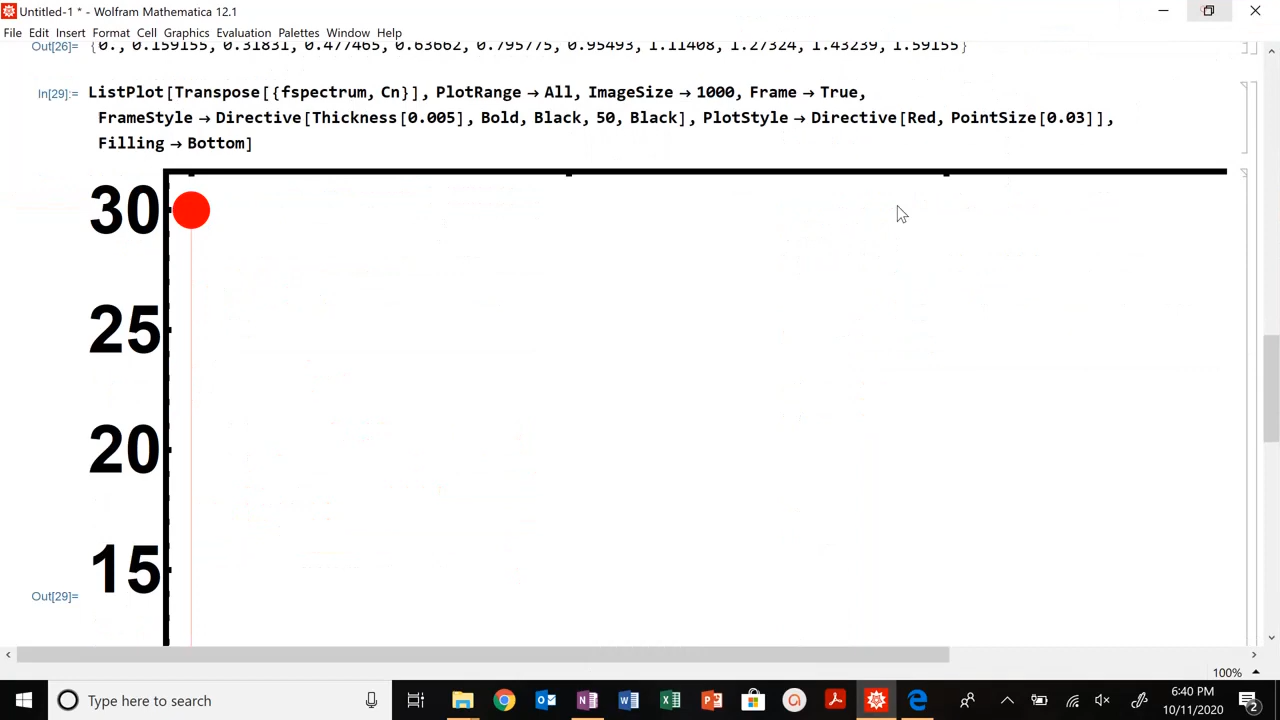 Untitled-1 * - Wolfram Mathematica 12.1
File Edit Insert Format Cell Graphics Evaluation Palettes Window Help
Out[26]= {0., 0.159155, 0.31831, 0.477465, 0.63662, 0.795775, 0.95493, 1.11408, 1.27324, 1.43239, 1.59155}
In[29]:= ListPlot[Transpose[{fspectrum, Cn}], PlotRange → All, ImageSize → 1000, Frame → True,
FrameStyle → Directive[Thickness[0.005], Bold, Black, 50, Black], PlotStyle → Directive[Red, PointSize[0.03]],
Filling → Bottom]
30
25
20
15
Out[29]=
100%
Type here to search
6:40 PM
10/11/2020
2